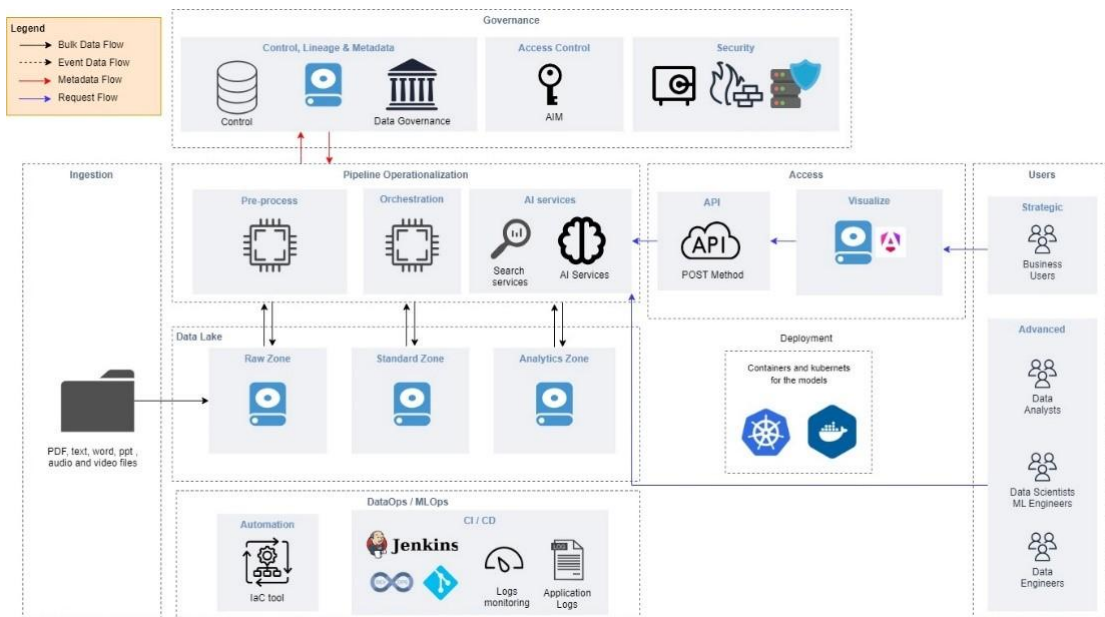 Legend
Bulk Data Flow
Event Data Flow
Metadata Flow
Request Flow
Governance
Control, Lineage & Metadata
Control
Data Governance
Access Control
AIM
Security
Ingestion
PDF, text, word, ppt ,
audio and video files
Pipeline Operationalization
Pre-process
Orchestration
AI services
Search
services
AI Services
Access
API
API
POST Method
Visualize
Users
Strategic
Business
Users
Advanced
Data
Analysts
Data Scientists
ML Engineers
Data
Engineers
Data Lake
Raw Zone
Standard Zone
Analytics Zone
Deployment
Containers and kubernets
for the models
DataOps / MLOps
Automation
IaC tool
CI / CD
Jenkins
Logs
monitoring
LOG
Application
Logs